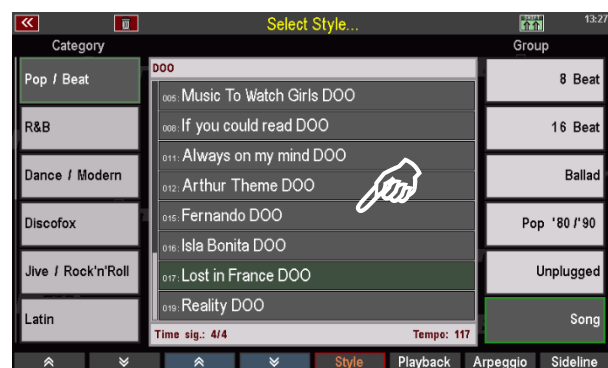 Select Style...
13:27
Category
Group
Pop / Beat
R&B
Dance / Modern
Discofox
Jive / Rock'n'Roll
Latin
DOO
005: Music To Watch Girls DOO
008: If you could read DOO
011: Always on my mind DOO
012: Arthur Theme DOO
015: Fernando DOO
016: Isla Bonita DOO
017: Lost in France DOO
019: Reality DOO
Time sig.: 4/4
Tempo: 117
8 Beat
16 Beat
Ballad
Pop '80 /'90
Unplugged
Song
Style
Playback
Arpeggio
Sideline